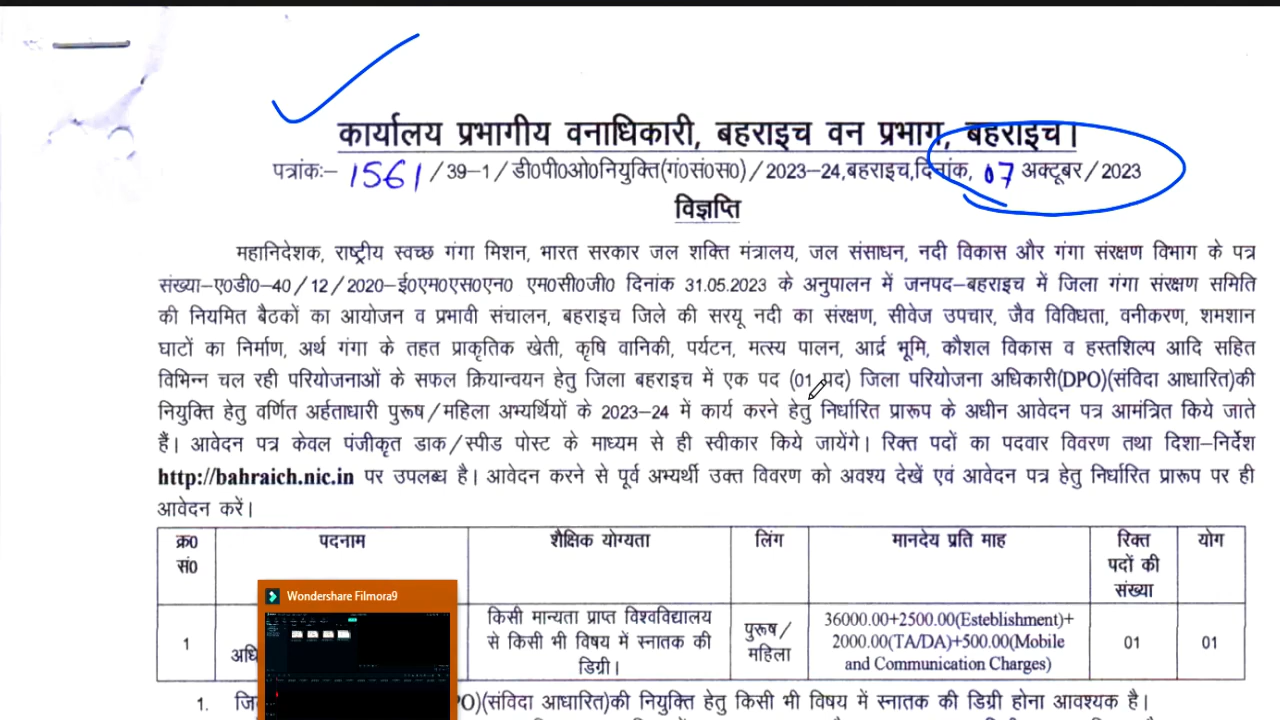 कार्यालय प्रभागीय वनाधिकारी, बहराइच वन प्रभाग, बहराइच।
पत्रांकः– 1561/39–1/डी0पी0ओ0नियुक्ति(गं0सं0स0)/2023–24,बहराइच,दिनांक, 07 अक्टूबर/2023
विज्ञप्ति
महानिदेशक, राष्ट्रीय स्वच्छ गंगा मिशन, भारत सरकार जल शक्ति मंत्रालय, जल संसाधन, नदी विकास और गंगा संरक्षण विभाग के पत्र
संख्या–ए0डी0–40/12/2020–ई0एम0एस0एन0 एम0सी0जी0 दिनांक 31.05.2023 के अनुपालन में जनपद–बहराइच में जिला गंगा संरक्षण समिति
की नियमित बैठकों का आयोजन व प्रभावी संचालन, बहराइच जिले की सरयू नदी का संरक्षण, सीवेज उपचार, जैव विविधता, वनीकरण, शमशान
घाटों का निर्माण, अर्थ गंगा के तहत प्राकृतिक खेती, कृषि वानिकी, पर्यटन, मत्स्य पालन, आर्द्र भूमि, कौशल विकास व हस्तशिल्प आदि सहित
विभिन्न चल रही परियोजनाओं के सफल क्रियान्वयन हेतु जिला बहराइच में एक पद (01 पद) जिला परियोजना अधिकारी(DPO)(संविदा आधारित)की
नियुक्ति हेतु वर्णित अर्हताधारी पुरूष/महिला अभ्यर्थियों के 2023–24 में कार्य करने हेतु निर्धारित प्रारूप के अधीन आवेदन पत्र आमंत्रित किये जाते
हैं। आवेदन पत्र केवल पंजीकृत डाक/स्पीड पोस्ट के माध्यम से ही स्वीकार किये जायेंगे। रिक्त पदों का पदवार विवरण तथा दिशा–निर्देश
http://bahraich.nic.in पर उपलब्ध है। आवेदन करने से पूर्व अभ्यर्थी उक्त विवरण को अवश्य देखें एवं आवेदन पत्र हेतु निर्धारित प्रारूप पर ही
आवेदन करें।
क्र0 सं0 पदनाम शैक्षिक योग्यता लिंग मानदेय प्रति माह रिक्त पदों की संख्या योग
Wondershare Filmora9
1 किसी मान्यता प्राप्त विश्वविद्यालय से किसी भी विषय में स्नातक की डिग्री। पुरूष/ महिला 36000.00+2500.00(Esteblishment)+ 2000.00(TA/DA)+500.00(Mobile and Communication Charges) 01 01
1. PO)(संविदा आधारित)की नियुक्ति हेतु किसी भी विषय में स्नातक की डिग्री होना आवश्यक है।